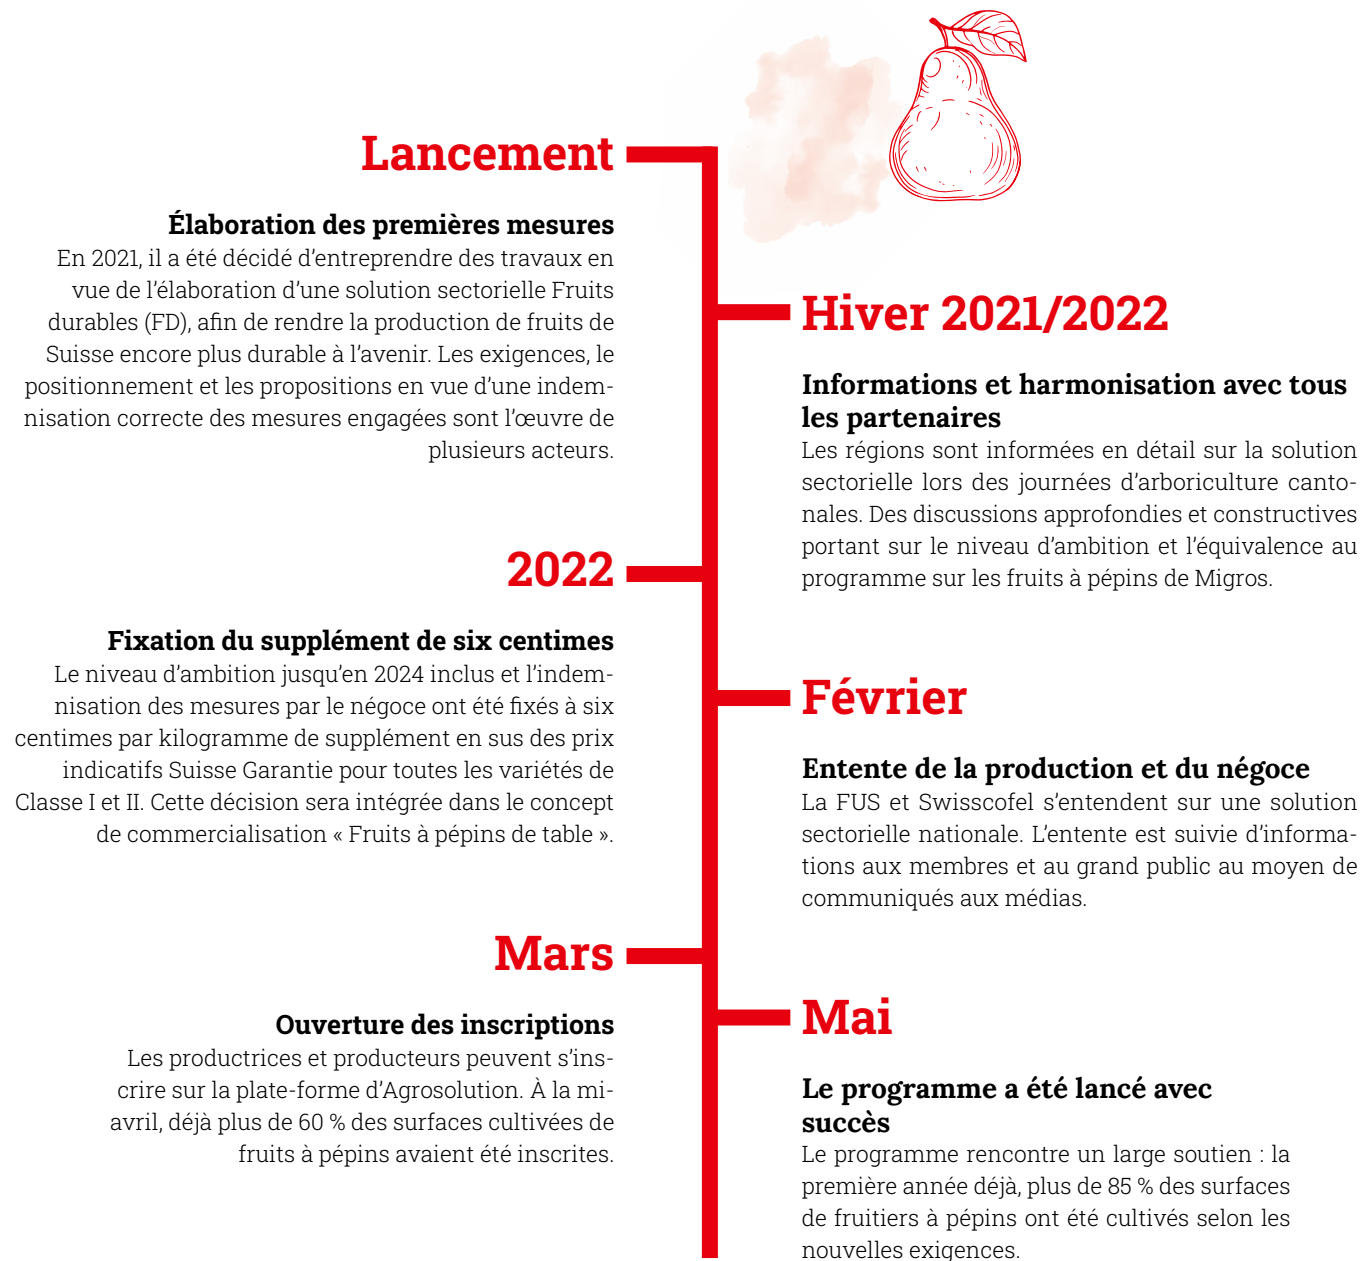 Lancement
Élaboration des premières mesures
En 2021, il a été décidé d’entreprendre des travaux en
vue de l’élaboration d’une solution sectorielle Fruits
durables (FD), afin de rendre la production de fruits de
Suisse encore plus durable à l’avenir. Les exigences, le
positionnement et les propositions en vue d’une indem-
nisation correcte des mesures engagées sont l’œuvre de
plusieurs acteurs.
Hiver 2021/2022
Informations et harmonisation avec tous
les partenaires
Les régions sont informées en détail sur la solution
sectorielle lors des journées d’arboriculture canto-
nales. Des discussions approfondies et constructives
portant sur le niveau d’ambition et l’équivalence au
programme sur les fruits à pépins de Migros.
2022
Fixation du supplément de six centimes
Le niveau d’ambition jusqu’en 2024 inclus et l’indem-
nisation des mesures par le négoce ont été fixés à six
centimes par kilogramme de supplément en sus des prix
indicatifs Suisse Garantie pour toutes les variétés de
Classe I et II. Cette décision sera intégrée dans le concept
de commercialisation « Fruits à pépins de table ».
Février
Entente de la production et du négoce
La FUS et Swisscofel s’entendent sur une solution
sectorielle nationale. L’entente est suivie d’informa-
tions aux membres et au grand public au moyen de
communiqués aux médias.
Mars
Ouverture des inscriptions
Les productrices et producteurs peuvent s’ins-
crire sur la plate-forme d’Agrosolution. À la mi-
avril, déjà plus de 60 % des surfaces cultivées de
fruits à pépins avaient été inscrites.
Mai
Le programme a été lancé avec
succès
Le programme rencontre un large soutien : la
première année déjà, plus de 85 % des surfaces
de fruitiers à pépins ont été cultivés selon les
nouvelles exigences.